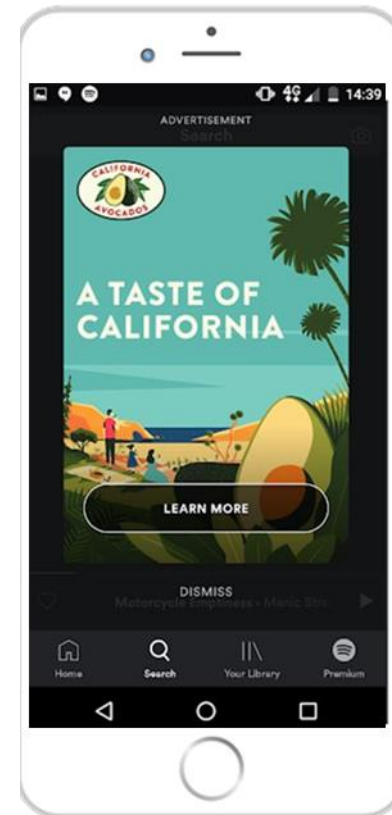 4G 14:39
ADVERTISEMENT
Search
CALIFORNIA
AVOCADOS
A TASTE OF
CALIFORNIA
LEARN MORE
DISMISS
Motorcycle Emptiness • Manic Stre
Home Search Your Library Premium